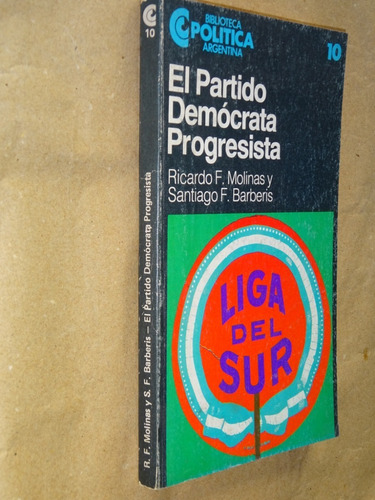 BIBLIOTECA
POLITICA
ARGENTINA
10
El Partido
Demócrata
Progresista
Ricardo F. Molinas y
Santiago F. Barberis
LIGA
DEL
SUR
10
R. F. Molinas y S. F. Barberis – El Partido Demócrata Progresista